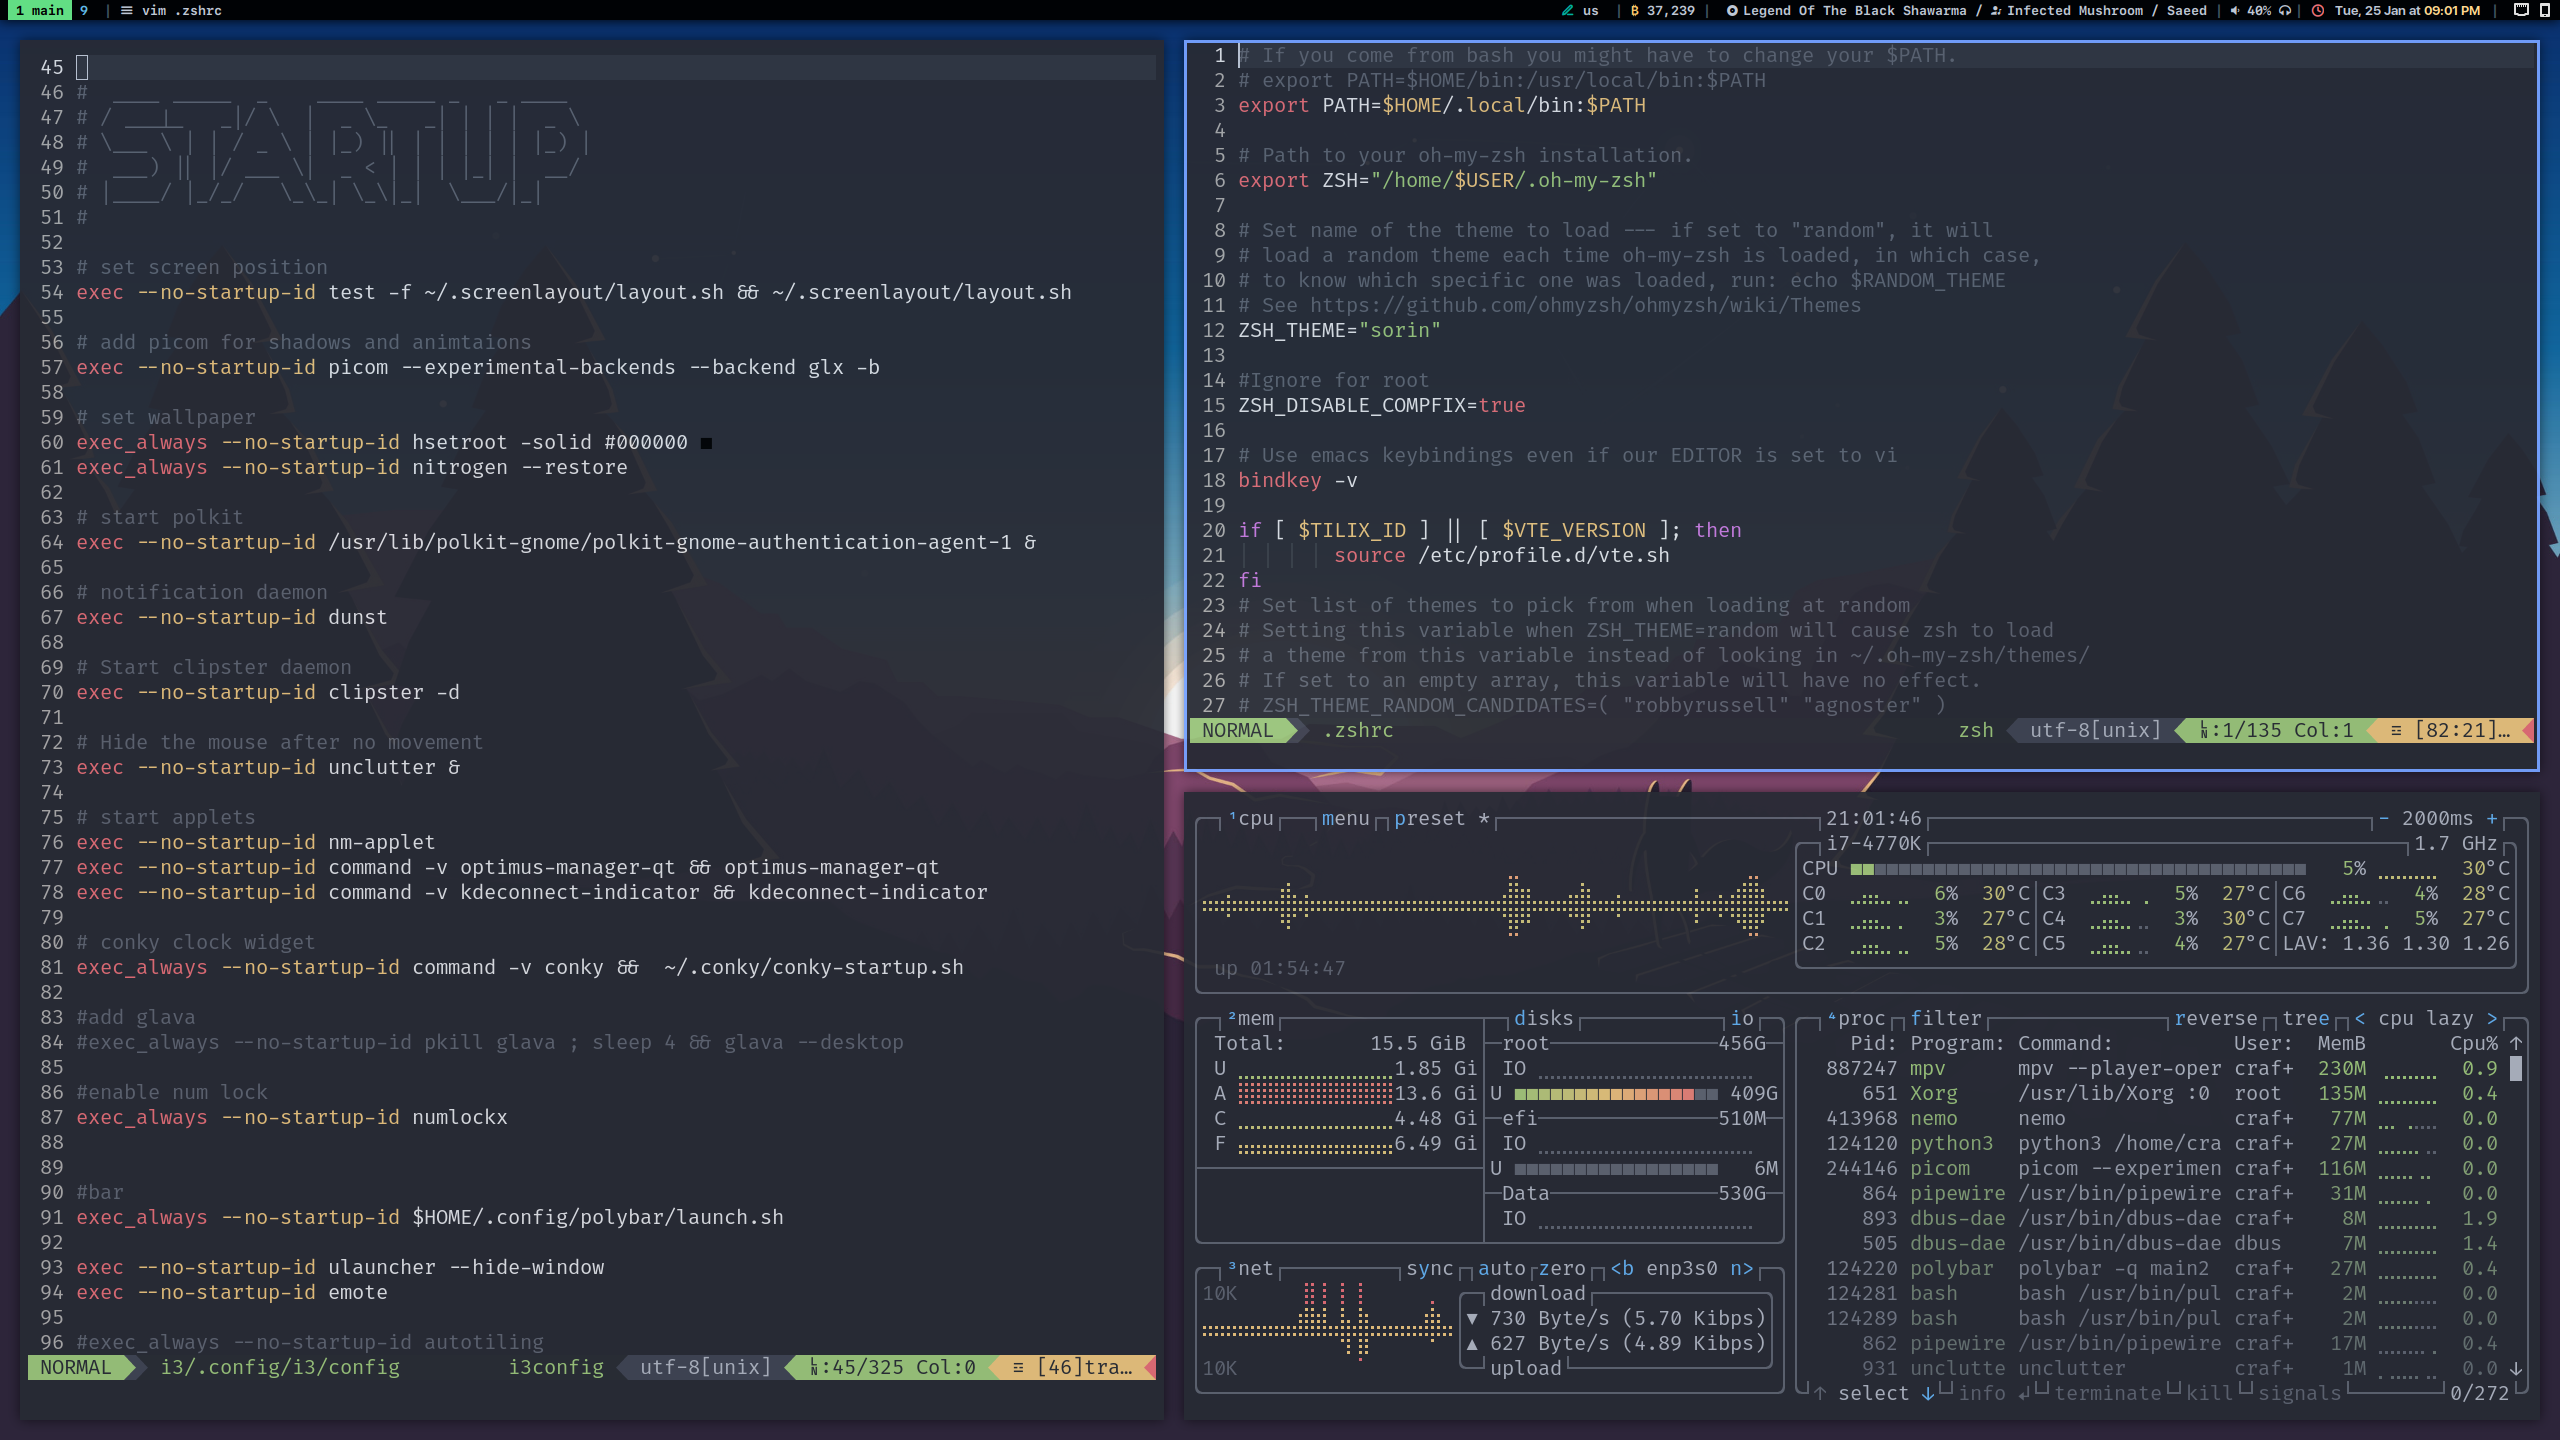 1 main 9 | ☰ vim .zshrc
us | ฿ 37,239 | Legend Of The Black Shawarma / Infected Mushroom / Saeed | 40% | Tue, 25 Jan at 09:01 PM |
45
46 #
47 #
48 #
49 #
50 #
51 #
52
53 # set screen position
54 exec --no-startup-id test -f ~/.screenlayout/layout.sh && ~/.screenlayout/layout.sh
55
56 # add picom for shadows and animtaions
57 exec --no-startup-id picom --experimental-backends --backend glx -b
58
59 # set wallpaper
60 exec_always --no-startup-id hsetroot -solid #000000 ■
61 exec_always --no-startup-id nitrogen --restore
62
63 # start polkit
64 exec --no-startup-id /usr/lib/polkit-gnome/polkit-gnome-authentication-agent-1 &
65
66 # notification daemon
67 exec --no-startup-id dunst
68
69 # Start clipster daemon
70 exec --no-startup-id clipster -d
71
72 # Hide the mouse after no movement
73 exec --no-startup-id unclutter &
74
75 # start applets
76 exec --no-startup-id nm-applet
77 exec --no-startup-id command -v optimus-manager-qt && optimus-manager-qt
78 exec --no-startup-id command -v kdeconnect-indicator && kdeconnect-indicator
79
80 # conky clock widget
81 exec_always --no-startup-id command -v conky &&  ~/.conky/conky-startup.sh
82
83 #add glava
84 #exec_always --no-startup-id pkill glava ; sleep 4 && glava --desktop
85
86 #enable num lock
87 exec_always --no-startup-id numlockx
88
89
90 #bar
91 exec_always --no-startup-id $HOME/.config/polybar/launch.sh
92
93 exec --no-startup-id ulauncher --hide-window
94 exec --no-startup-id emote
95
96 #exec_always --no-startup-id autotiling
NORMAL i3/.config/i3/config i3config utf-8[unix] :45/325 Col:0 ☲ [46]tra…
1 # If you come from bash you might have to change your $PATH.
2 # export PATH=$HOME/bin:/usr/local/bin:$PATH
3 export PATH=$HOME/.local/bin:$PATH
4
5 # Path to your oh-my-zsh installation.
6 export ZSH="/home/$USER/.oh-my-zsh"
7
8 # Set name of the theme to load --- if set to "random", it will
9 # load a random theme each time oh-my-zsh is loaded, in which case,
10 # to know which specific one was loaded, run: echo $RANDOM_THEME
11 # See https://github.com/ohmyzsh/ohmyzsh/wiki/Themes
12 ZSH_THEME="sorin"
13
14 #Ignore for root
15 ZSH_DISABLE_COMPFIX=true
16
17 # Use emacs keybindings even if our EDITOR is set to vi
18 bindkey -v
19
20 if [ $TILIX_ID ] || [ $VTE_VERSION ]; then
21 source /etc/profile.d/vte.sh
22 fi
23 # Set list of themes to pick from when loading at random
24 # Setting this variable when ZSH_THEME=random will cause zsh to load
25 # a theme from this variable instead of looking in ~/.oh-my-zsh/themes/
26 # If set to an empty array, this variable will have no effect.
27 # ZSH_THEME_RANDOM_CANDIDATES=( "robbyrussell" "agnoster" )
NORMAL .zshrc zsh utf-8[unix] :1/135 Col:1 ☲ [82:21]…
¹cpu menu preset * 21:01:46 - 2000ms +
i7-4770K 1.7 GHz
CPU 5% 30°C
C0 6% 30°C C3 5% 27°C C6 4% 28°C
C1 3% 27°C C4 3% 30°C C7 5% 27°C
C2 5% 28°C C5 4% 27°C LAV: 1.36 1.30 1.26
up 01:54:47
²mem
Total: 15.5 GiB
U 1.85 Gi
A 13.6 Gi
C 4.48 Gi
F 6.49 Gi
disks io
root 456G
IO
U 409G
efi 510M
IO
U 6M
Data 530G
IO
³net sync auto zero <b enp3s0 n>
10K
download
▼ 730 Byte/s (5.70 Kibps)
▲ 627 Byte/s (4.89 Kibps)
upload
10K
⁴proc filter reverse tree < cpu lazy >
Pid: Program: Command: User: MemB Cpu% ↑
887247 mpv mpv --player-oper craf+ 230M 0.9
651 Xorg /usr/lib/Xorg :0 root 135M 0.4
413968 nemo nemo craf+ 77M 0.0
124120 python3 python3 /home/cra craf+ 27M 0.0
244146 picom picom --experimen craf+ 116M 0.0
864 pipewire /usr/bin/pipewire craf+ 31M 0.0
893 dbus-dae /usr/bin/dbus-dae craf+ 8M 1.9
505 dbus-dae /usr/bin/dbus-dae dbus 7M 1.4
124220 polybar polybar -q main2 craf+ 27M 0.4
124281 bash bash /usr/bin/pul craf+ 2M 0.0
124289 bash bash /usr/bin/pul craf+ 2M 0.0
862 pipewire /usr/bin/pipewire craf+ 17M 0.4
931 unclutte unclutter craf+ 1M 0.0 ↓
↑ select ↓ info ↲ terminate kill signals 0/272